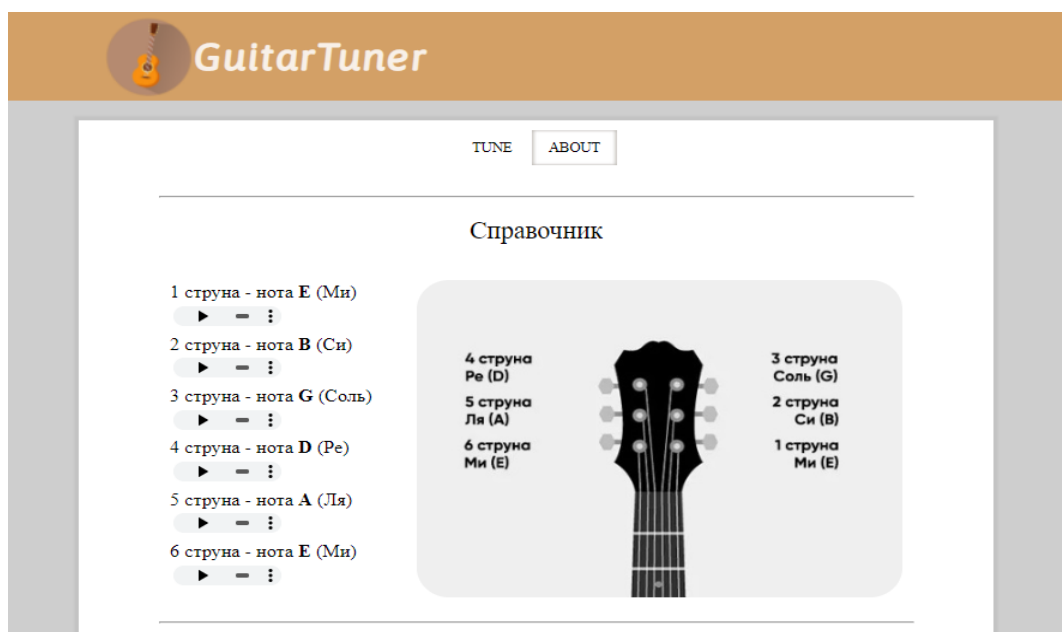 GuitarTuner
TUNE ABOUT
Справочник
1 струна - нота E (Ми)
2 струна - нота B (Си)
3 струна - нота G (Соль)
4 струна - нота D (Ре)
5 струна - нота A (Ля)
6 струна - нота E (Ми)
4 струна
Ре (D)
5 струна
Ля (A)
6 струна
Ми (E)
3 струна
Соль (G)
2 струна
Си (B)
1 струна
Ми (E)